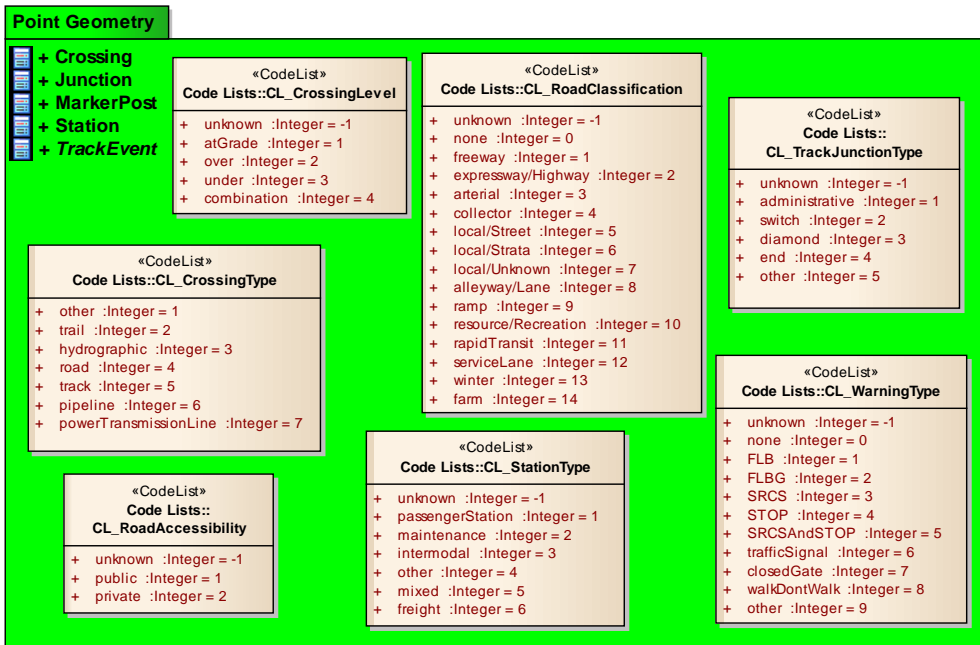 Point Geometry
+ Crossing
+ Junction
+ MarkerPost
+ Station
+ TrackEvent
«CodeList»
Code Lists::CL_CrossingLevel
+ unknown :Integer = -1
+ atGrade :Integer = 1
+ over :Integer = 2
+ under :Integer = 3
+ combination :Integer = 4
«CodeList»
Code Lists::CL_RoadClassification
+ unknown :Integer = -1
+ none :Integer = 0
+ freeway :Integer = 1
+ expressway/Highway :Integer = 2
+ arterial :Integer = 3
+ collector :Integer = 4
+ local/Street :Integer = 5
+ local/Strata :Integer = 6
+ local/Unknown :Integer = 7
+ alleyway/Lane :Integer = 8
+ ramp :Integer = 9
+ resource/Recreation :Integer = 10
+ rapidTransit :Integer = 11
+ serviceLane :Integer = 12
+ winter :Integer = 13
+ farm :Integer = 14
«CodeList»
Code Lists::
CL_TrackJunctionType
+ unknown :Integer = -1
+ administrative :Integer = 1
+ switch :Integer = 2
+ diamond :Integer = 3
+ end :Integer = 4
+ other :Integer = 5
«CodeList»
Code Lists::CL_CrossingType
+ other :Integer = 1
+ trail :Integer = 2
+ hydrographic :Integer = 3
+ road :Integer = 4
+ track :Integer = 5
+ pipeline :Integer = 6
+ powerTransmissionLine :Integer = 7
«CodeList»
Code Lists::CL_WarningType
+ unknown :Integer = -1
+ none :Integer = 0
+ FLB :Integer = 1
+ FLBG :Integer = 2
+ SRCS :Integer = 3
+ STOP :Integer = 4
+ SRCSAndSTOP :Integer = 5
+ trafficSignal :Integer = 6
+ closedGate :Integer = 7
+ walkDontWalk :Integer = 8
+ other :Integer = 9
«CodeList»
Code Lists::CL_StationType
+ unknown :Integer = -1
+ passengerStation :Integer = 1
+ maintenance :Integer = 2
+ intermodal :Integer = 3
+ other :Integer = 4
+ mixed :Integer = 5
+ freight :Integer = 6
«CodeList»
Code Lists::
CL_RoadAccessibility
+ unknown :Integer = -1
+ public :Integer = 1
+ private :Integer = 2